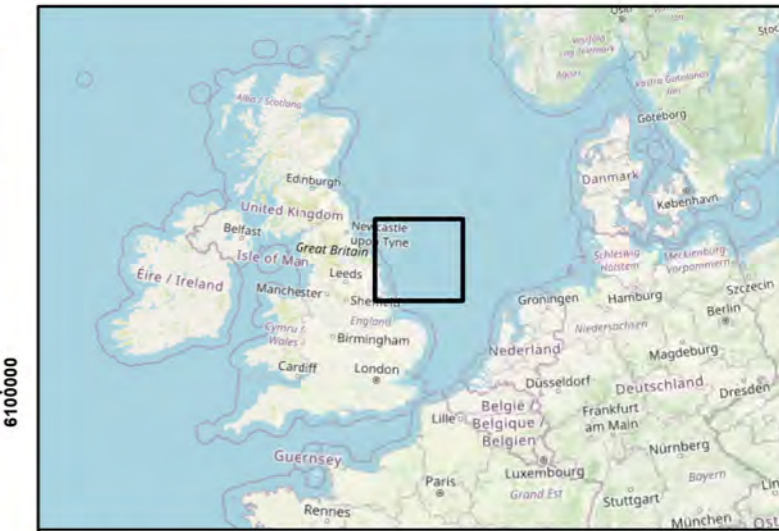 Oslo
Vestfold
og Telemark
Agder
Västra Götalands
län
Göteborg
Alba / Scotland
Edinburgh
Danmark
København
United Kingdom
Newcastle
upon Tyne
Belfast
Great Britain
Isle of Man
Schleswig-
Holstein
Mecklenburg-
Vorpommern
Éire / Ireland
Leeds
Manchester
Sheffield
Groningen
Hamburg
Szczecin
England
Berlin
Cymru /
Wales
Birmingham
Niedersachsen
Nederland
Magdeburg
Cardiff
London
Düsseldorf
Deutschland
Dresden
België /
Belgique /
Belgien
Lille
Frankfurt
am Main
Nürnberg
Guernsey
Luxembourg
Bayern
Paris
Grand Est
Stuttgart
Rennes
München
6100000